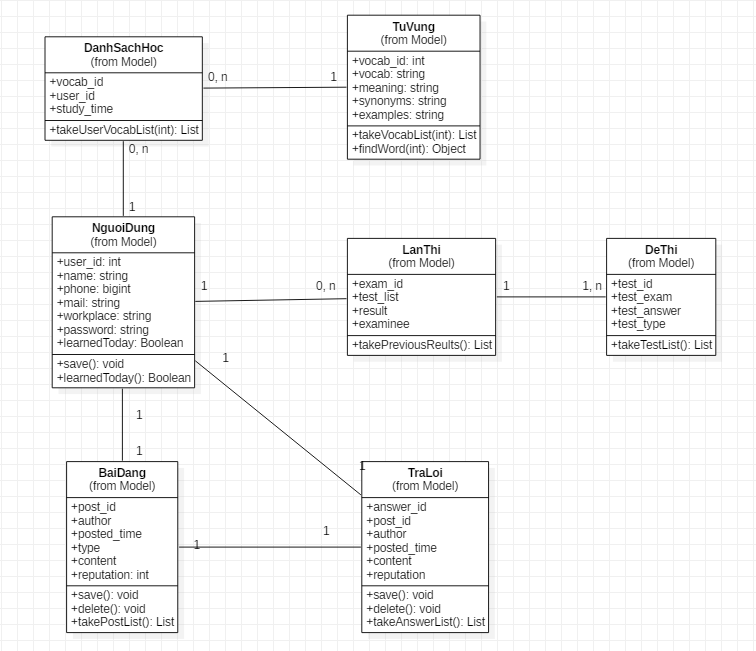 DanhSachHoc
(from Model)
+vocab_id
+user_id
+study_time
+takeUserVocabList(int): List
0, n
1
TuVung
(from Model)
+vocab_id: int
+vocab: string
+meaning: string
+synonyms: string
+examples: string
+takeVocabList(int): List
+findWord(int): Object
0, n
1
NguoiDung
(from Model)
+user_id: int
+name: string
+phone: bigint
+mail: string
+workplace: string
+password: string
+learnedToday: Boolean
+save(): void
+learnedToday(): Boolean
1
0, n
LanThi
(from Model)
+exam_id
+test_list
+result
+examinee
+takePreviousReults(): List
1
1, n
DeThi
(from Model)
+test_id
+test_exam
+test_answer
+test_type
+takeTestList(): List
1
1
1
1
BaiDang
(from Model)
+post_id
+author
+posted_time
+type
+content
+reputation: int
+save(): void
+delete(): void
+takePostList(): List
1
1
TraLoi
(from Model)
+answer_id
+post_id
+author
+posted_time
+content
+reputation
+save(): void
+delete(): void
+takeAnswerList(): List